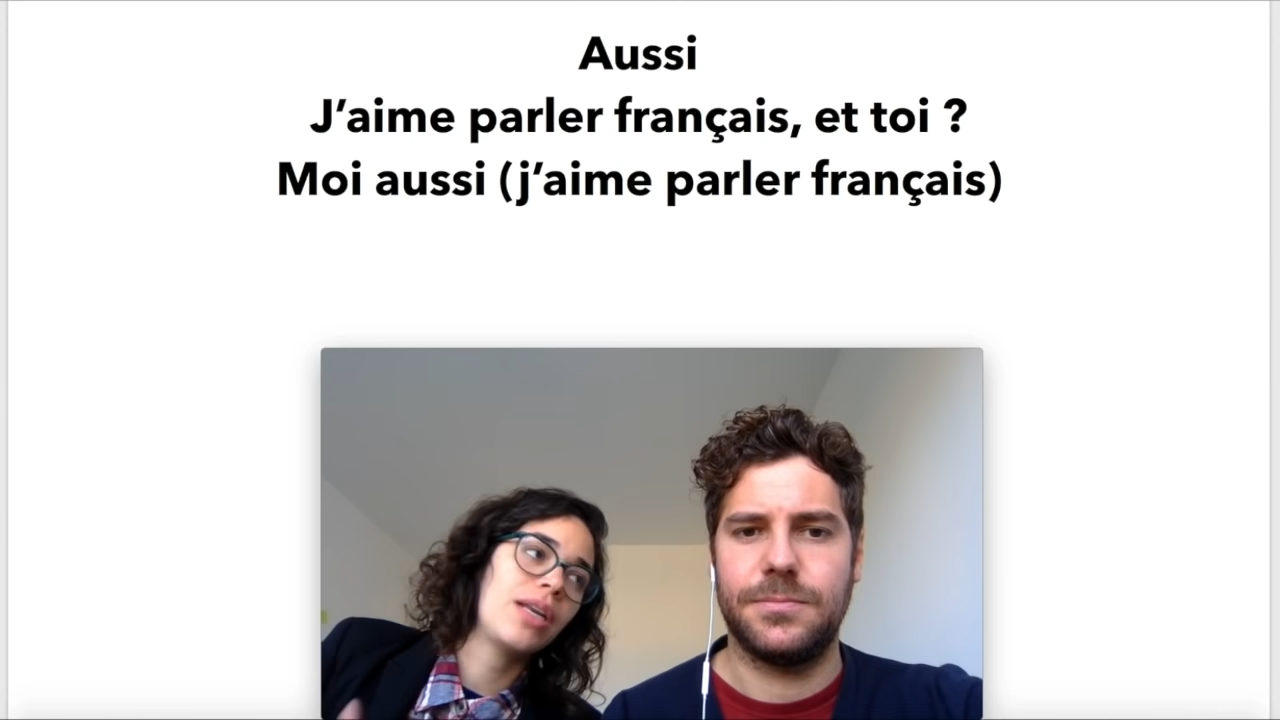 Aussi
J’aime parler français, et toi ?
Moi aussi (j’aime parler français)